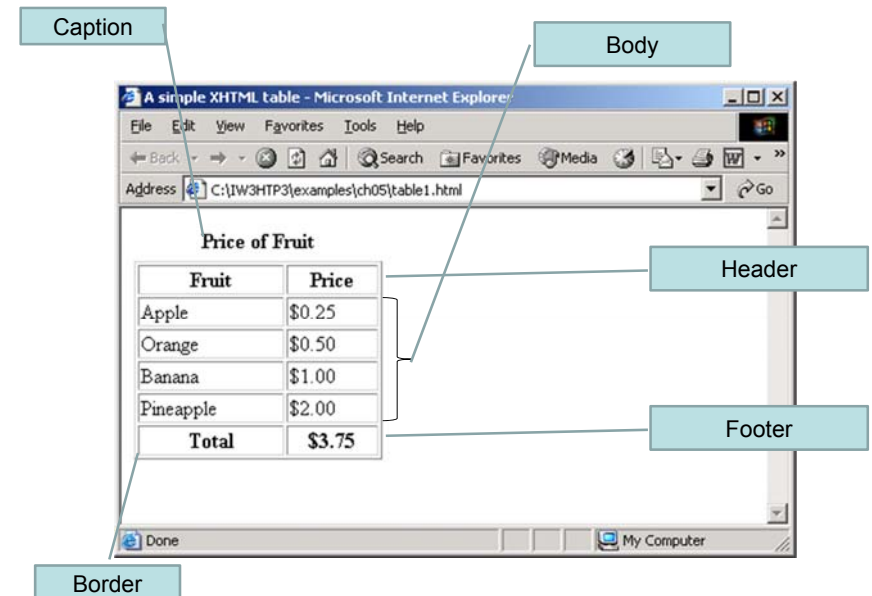 Caption
Body
A simple XHTML table - Microsoft Internet Explorer
File Edit View Favorites Tools Help
Back Search Favorites Media
Address C:\IW3HTP3\examples\ch05\table1.html Go
Price of Fruit
Fruit Price
Header
Apple $0.25
Orange $0.50
Banana $1.00
Pineapple $2.00
Total $3.75
Footer
Done My Computer
Border